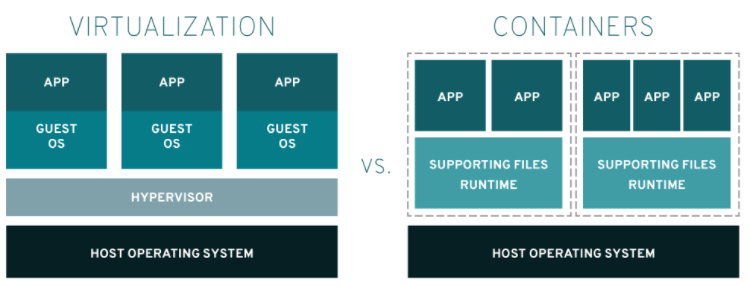 VIRTUALIZATION
APP
APP
APP
GUEST
OS
GUEST
OS
GUEST
OS
HYPERVISOR
HOST OPERATING SYSTEM
VS.
CONTAINERS
APP
APP
APP
APP
APP
SUPPORTING FILES
RUNTIME
SUPPORTING FILES
RUNTIME
HOST OPERATING SYSTEM